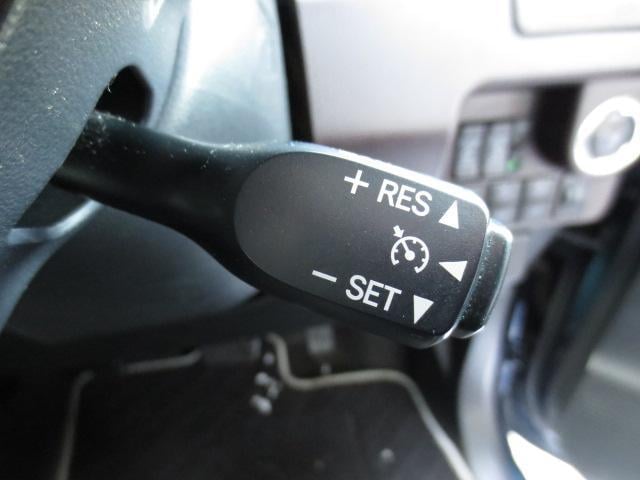 + RES ▲
◀
− SET ▼